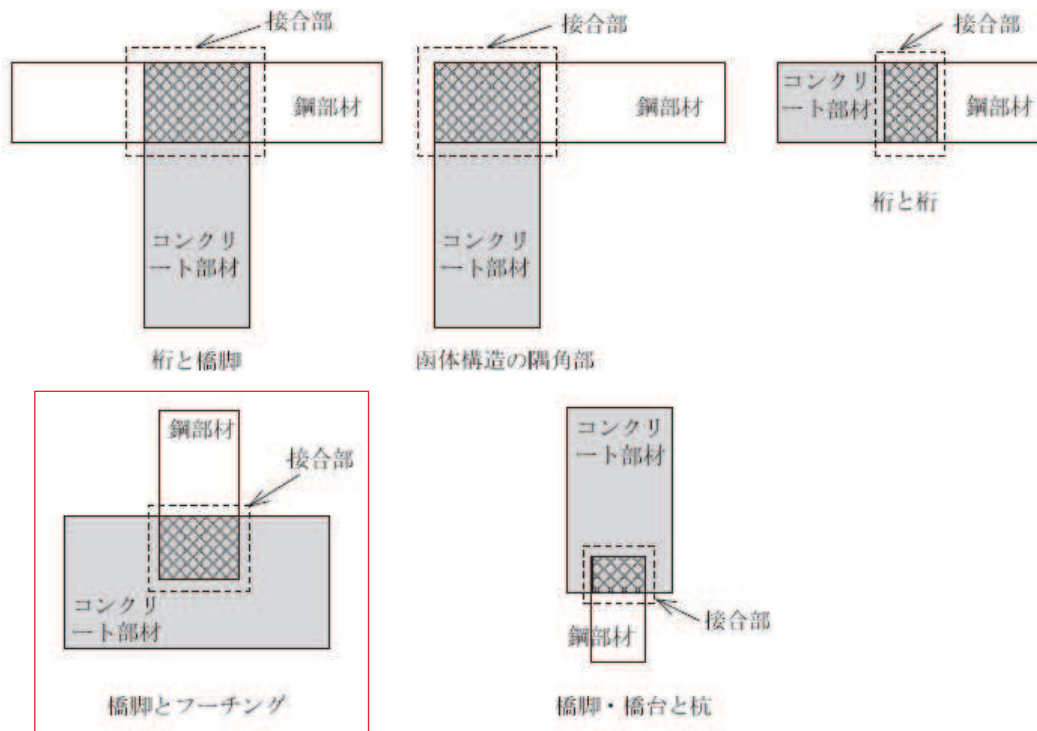 接合部
鋼部材
コンクリ
ート部材
桁と橋脚
接合部
鋼部材
コンクリ
ート部材
函体構造の隅角部
接合部
コンクリ
ート部材
鋼部材
桁と桁
鋼部材
接合部
コンクリ
ート部材
橋脚とフーチング
コンクリ
ート部材
接合部
鋼部材
橋脚・橋台と杭